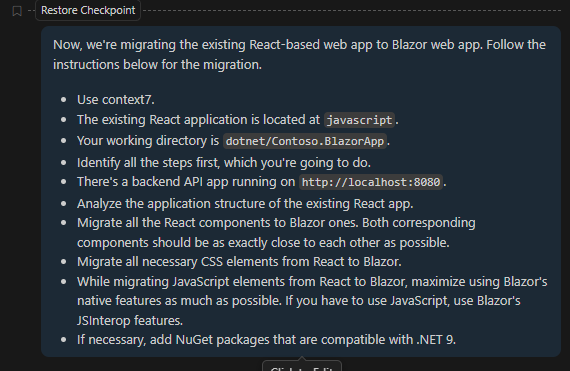 Restore Checkpoint
Now, we're migrating the existing React-based web app to Blazor web app. Follow the
instructions below for the migration.
• Use context7.
• The existing React application is located at javascript.
• Your working directory is dotnet/Contoso.BlazorApp.
• Identify all the steps first, which you're going to do.
• There's a backend API app running on http://localhost:8080.
• Analyze the application structure of the existing React app.
• Migrate all the React components to Blazor ones. Both corresponding
components should be as exactly close to each other as possible.
• Migrate all necessary CSS elements from React to Blazor.
• While migrating JavaScript elements from React to Blazor, maximize using Blazor's
native features as much as possible. If you have to use JavaScript, use Blazor's
JSInterop features.
• If necessary, add NuGet packages that are compatible with .NET 9.